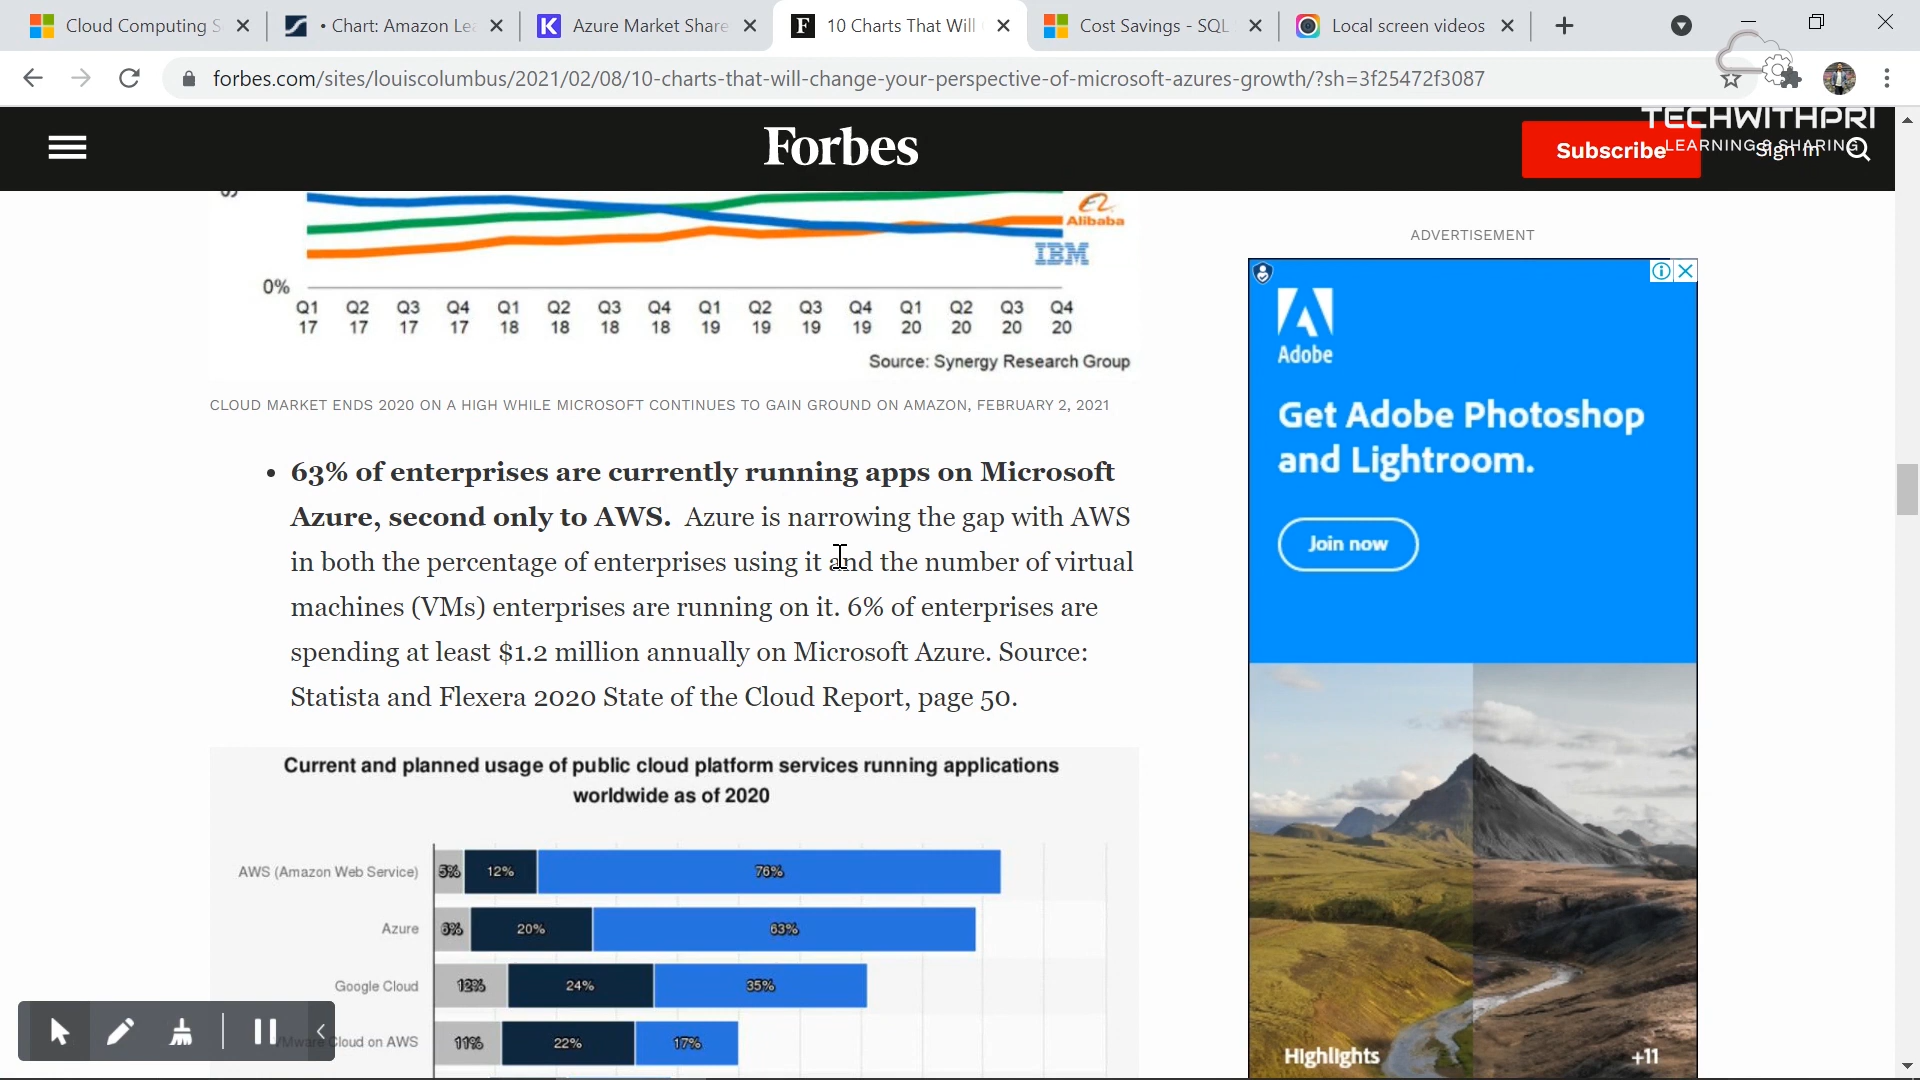 Cloud Computing S
• Chart: Amazon Le
Azure Market Share
10 Charts That Will
Cost Savings - SQL
Local screen videos
forbes.com/sites/louiscolumbus/2021/02/08/10-charts-that-will-change-your-perspective-of-microsoft-azures-growth/?sh=3f25472f3087
Forbes
Subscribe
Sign In
TECHWITHPRI
LEARNING & SHARING
Alibaba
IBM
0%
Q1 Q2 Q3 Q4 Q1 Q2 Q3 Q4 Q1 Q2 Q3 Q4 Q1 Q2 Q3 Q4
17 17 17 17 18 18 18 18 19 19 19 19 20 20 20 20
Source: Synergy Research Group
CLOUD MARKET ENDS 2020 ON A HIGH WHILE MICROSOFT CONTINUES TO GAIN GROUND ON AMAZON, FEBRUARY 2, 2021
• 63% of enterprises are currently running apps on Microsoft
Azure, second only to AWS. Azure is narrowing the gap with AWS
in both the percentage of enterprises using it and the number of virtual
machines (VMs) enterprises are running on it. 6% of enterprises are
spending at least $1.2 million annually on Microsoft Azure. Source:
Statista and Flexera 2020 State of the Cloud Report, page 50.
Current and planned usage of public cloud platform services running applications
worldwide as of 2020
AWS (Amazon Web Service) 5% 12% 76%
Azure 6% 20% 63%
Google Cloud 12% 24% 35%
VMware Cloud on AWS 11% 22% 17%
ADVERTISEMENT
Adobe
Get Adobe Photoshop
and Lightroom.
Join now
Highlights +11